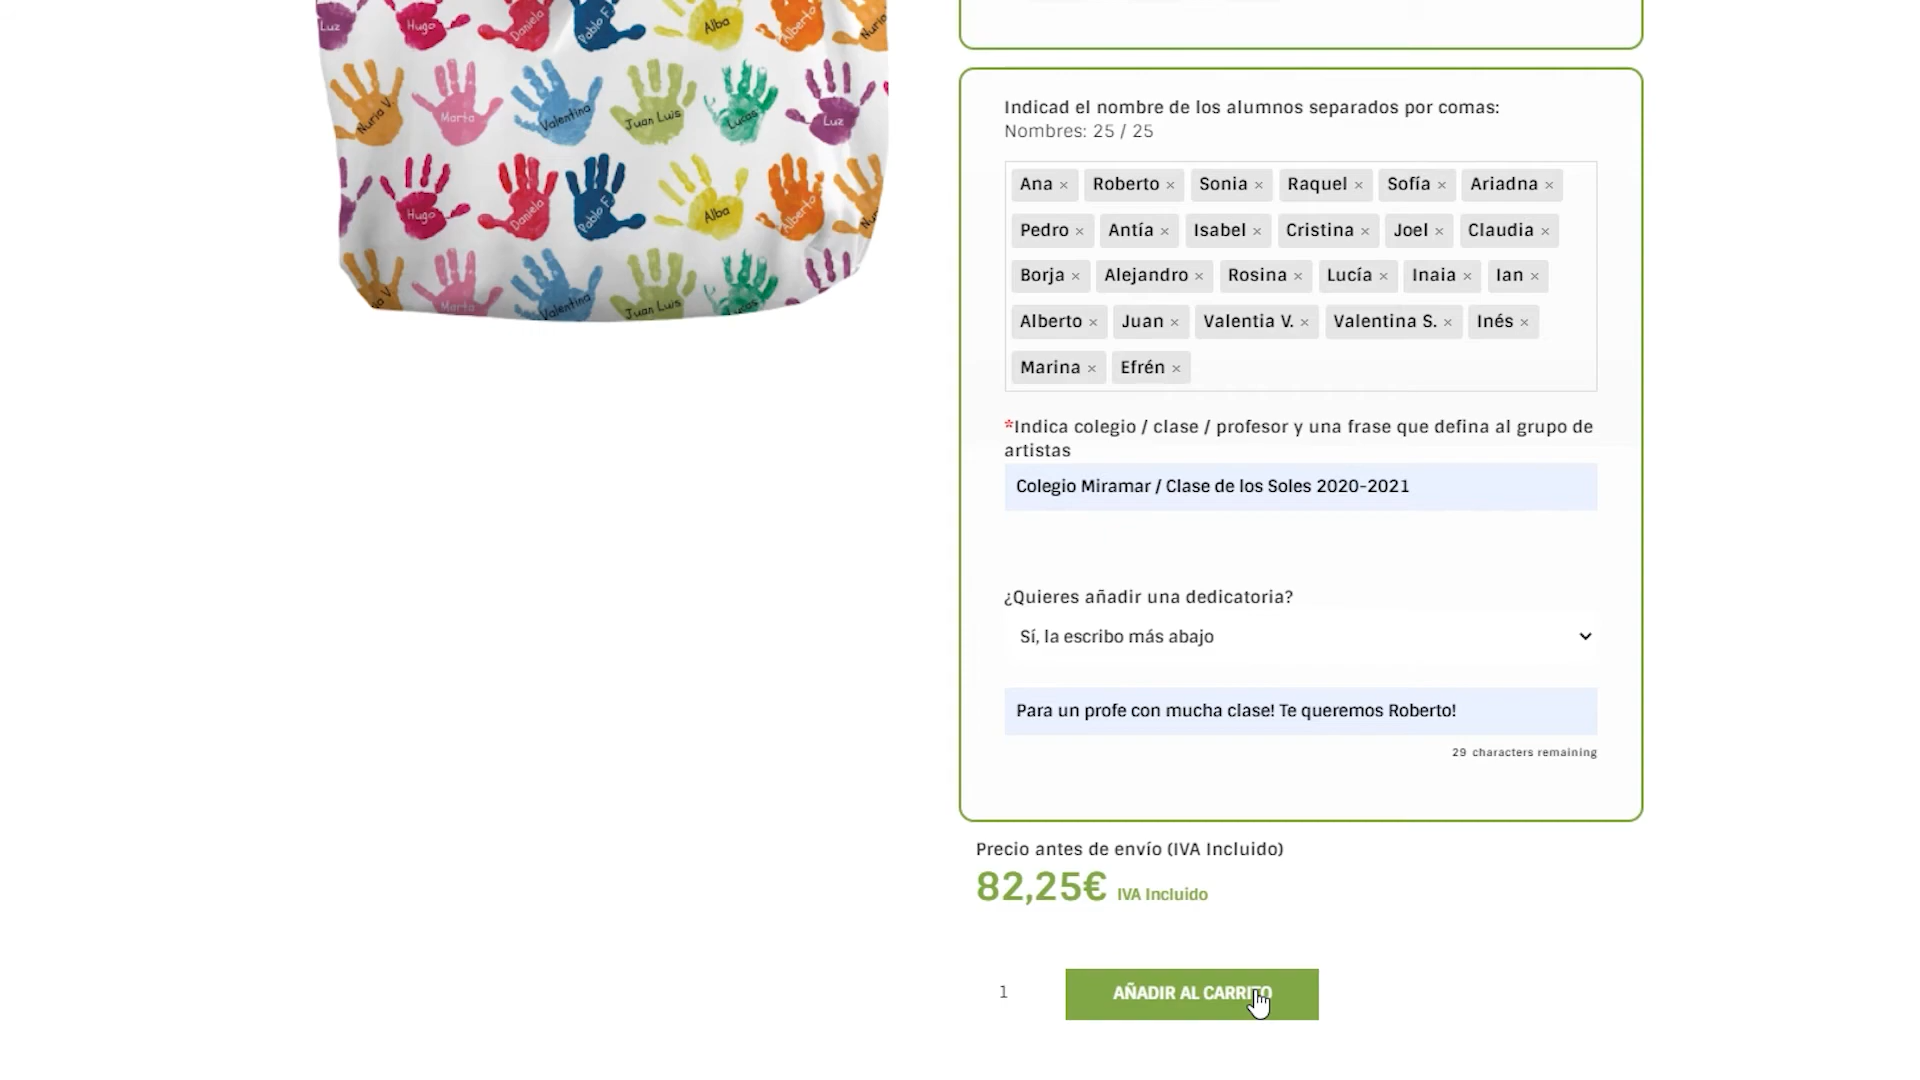 Luz Hugo Daniela Pablo F. Alba Alberto Nuria
Nuria V. Marta Valentina Juan Luis Lucas Luz
Hugo Daniela Pablo F. Alba Alberto
Marta Valentina Juan Luis Lucas
Indicad el nombre de los alumnos separados por comas:
Nombres: 25 / 25
Ana × Roberto × Sonia × Raquel × Sofía × Ariadna ×
Pedro × Antía × Isabel × Cristina × Joel × Claudia ×
Borja × Alejandro × Rosina × Lucía × Inaia × Ian ×
Alberto × Juan × Valentia V. × Valentina S. × Inés ×
Marina × Efrén ×
*Indica colegio / clase / profesor y una frase que defina al grupo de
artistas
Colegio Miramar / Clase de los Soles 2020-2021
¿Quieres añadir una dedicatoria?
Sí, la escribo más abajo
Para un profe con mucha clase! Te queremos Roberto!
29 characters remaining
Precio antes de envío (IVA Incluido)
82,25€ IVA Incluido
1
AÑADIR AL CARRITO